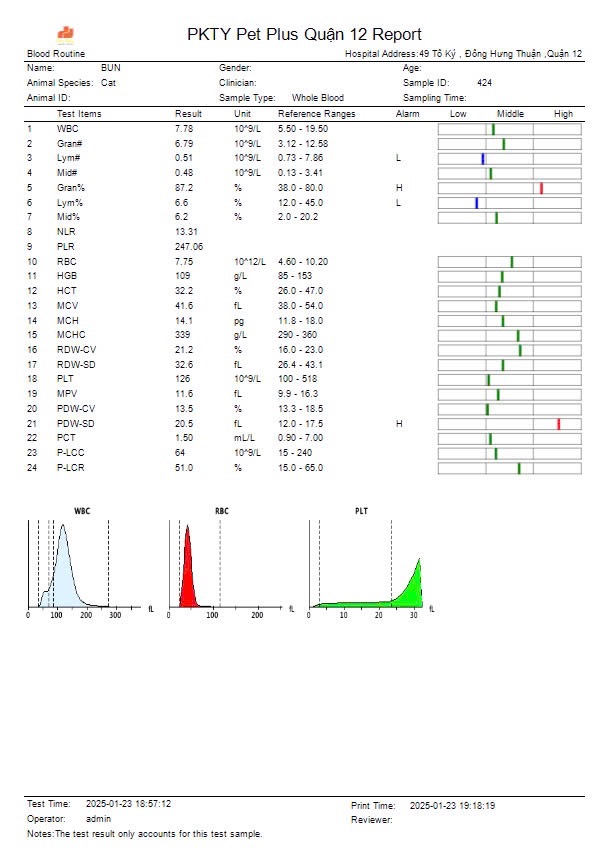 PKTY Pet Plus Quận 12 Report
Blood Routine Hospital Address:49 Tô Ký , Đông Hưng Thuận ,Quận 12
Name: BUN Gender: Age:
Animal Species: Cat Clinician: Sample ID: 424
Animal ID: Sample Type: Whole Blood Sampling Time:
Test Items Result Unit Reference Ranges Alarm Low Middle High
1 WBC 7.78 10^9/L 5.50 - 19.50
2 Gran# 6.79 10^9/L 3.12 - 12.58
3 Lym# 0.51 10^9/L 0.73 - 7.86 L
4 Mid# 0.48 10^9/L 0.13 - 3.41
5 Gran% 87.2 % 38.0 - 80.0 H
6 Lym% 6.6 % 12.0 - 45.0 L
7 Mid% 6.2 % 2.0 - 20.2
8 NLR 13.31
9 PLR 247.06
10 RBC 7.75 10^12/L 4.60 - 10.20
11 HGB 109 g/L 85 - 153
12 HCT 32.2 % 26.0 - 47.0
13 MCV 41.6 fL 38.0 - 54.0
14 MCH 14.1 pg 11.8 - 18.0
15 MCHC 339 g/L 290 - 360
16 RDW-CV 21.2 % 16.0 - 23.0
17 RDW-SD 32.6 fL 26.4 - 43.1
18 PLT 126 10^9/L 100 - 518
19 MPV 11.6 fL 9.9 - 16.3
20 PDW-CV 13.5 % 13.3 - 18.5
21 PDW-SD 20.5 fL 12.0 - 17.5 H
22 PCT 1.50 mL/L 0.90 - 7.00
23 P-LCC 64 10^9/L 15 - 240
24 P-LCR 51.0 % 15.0 - 65.0
WBC RBC PLT
0 100 200 300 fL 0 100 200 fL 0 10 20 30 fL
Test Time: 2025-01-23 18:57:12 Print Time: 2025-01-23 19:18:19
Operator: admin Reviewer:
Notes:The test result only accounts for this test sample.